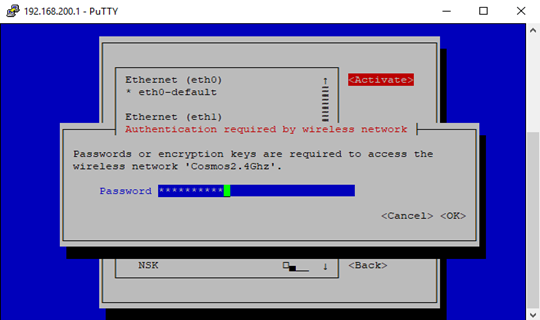 192.168.200.1 - PuTTY
Ethernet (eth0)
* eth0-default
<Activate>
Ethernet (eth1)
Authentication required by wireless network
Passwords or encryption keys are required to access the
wireless network 'Cosmos2.4Ghz'.
Password **********
<Cancel> <OK>
NSK
<Back>